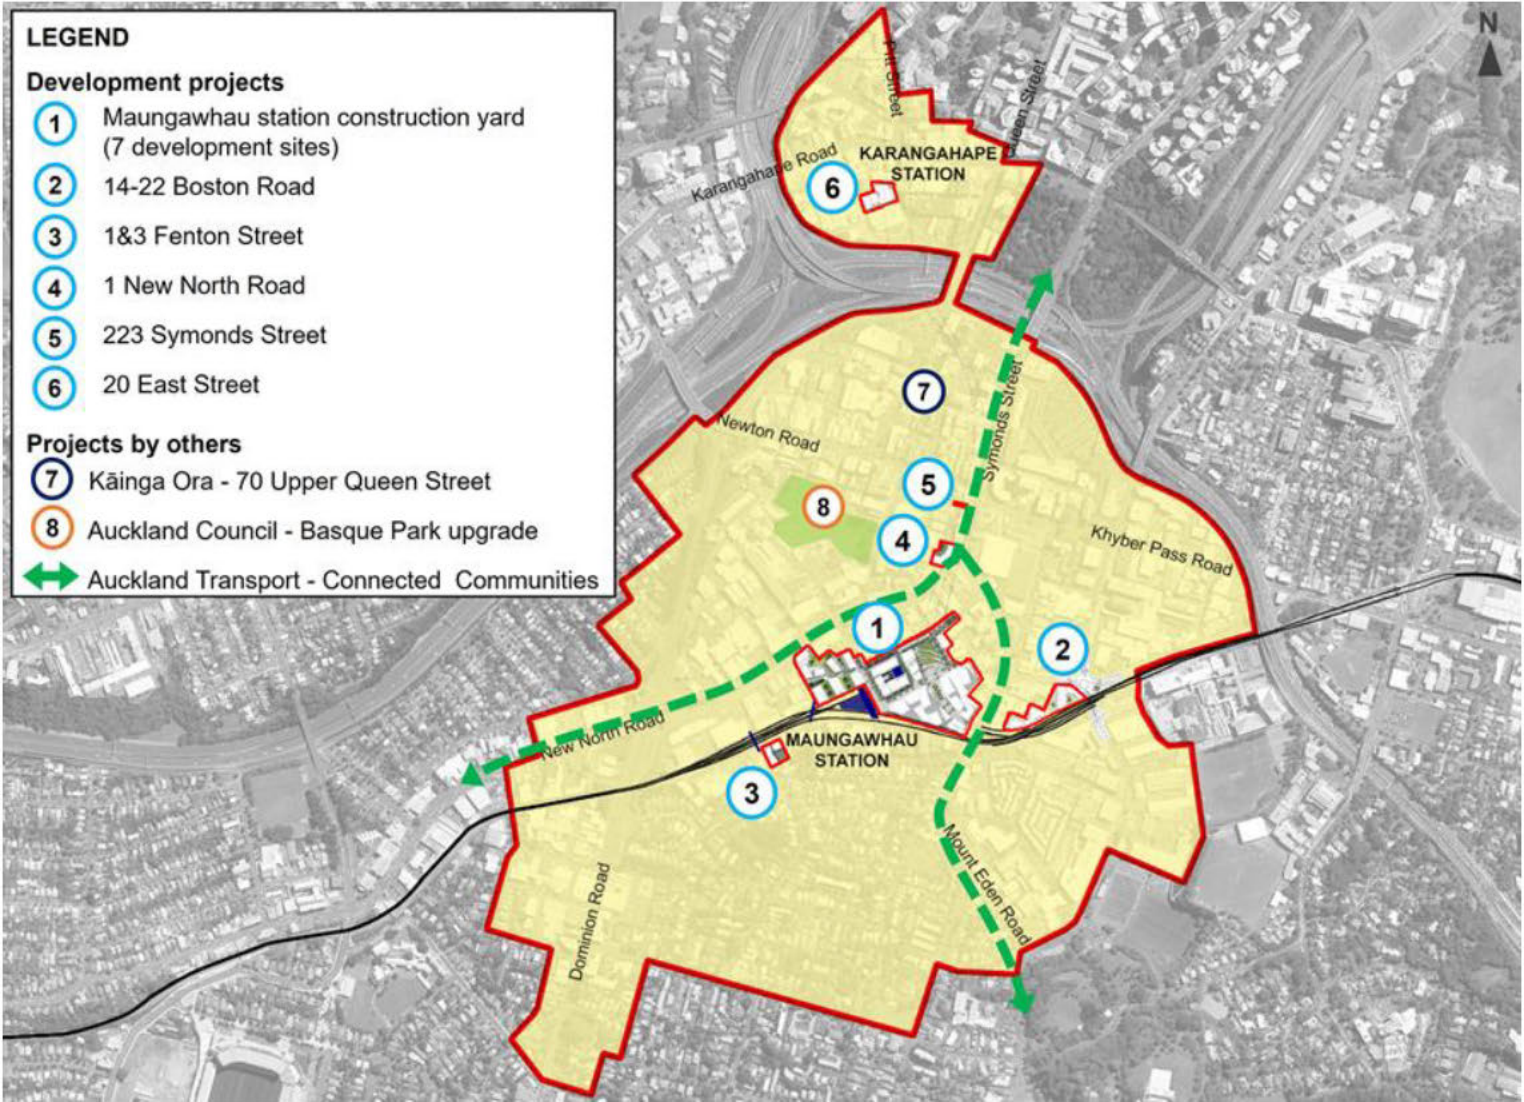 LEGEND
Development projects
1
Maungawhau station construction yard
(7 development sites)
2
14-22 Boston Road
3
1&3 Fenton Street
4
1 New North Road
5
223 Symonds Street
6
20 East Street
Projects by others
7
Kāinga Ora - 70 Upper Queen Street
8
Auckland Council - Basque Park upgrade
Auckland Transport - Connected Communities
N
Pitt Street
Queen Street
Karangahape Road
KARANGAHAPE
STATION
6
7
Symonds Street
Newton Road
5
8
4
Khyber Pass Road
1
2
New North Road
MAUNGAWHAU
STATION
3
Mount Eden Road
Dominion Road